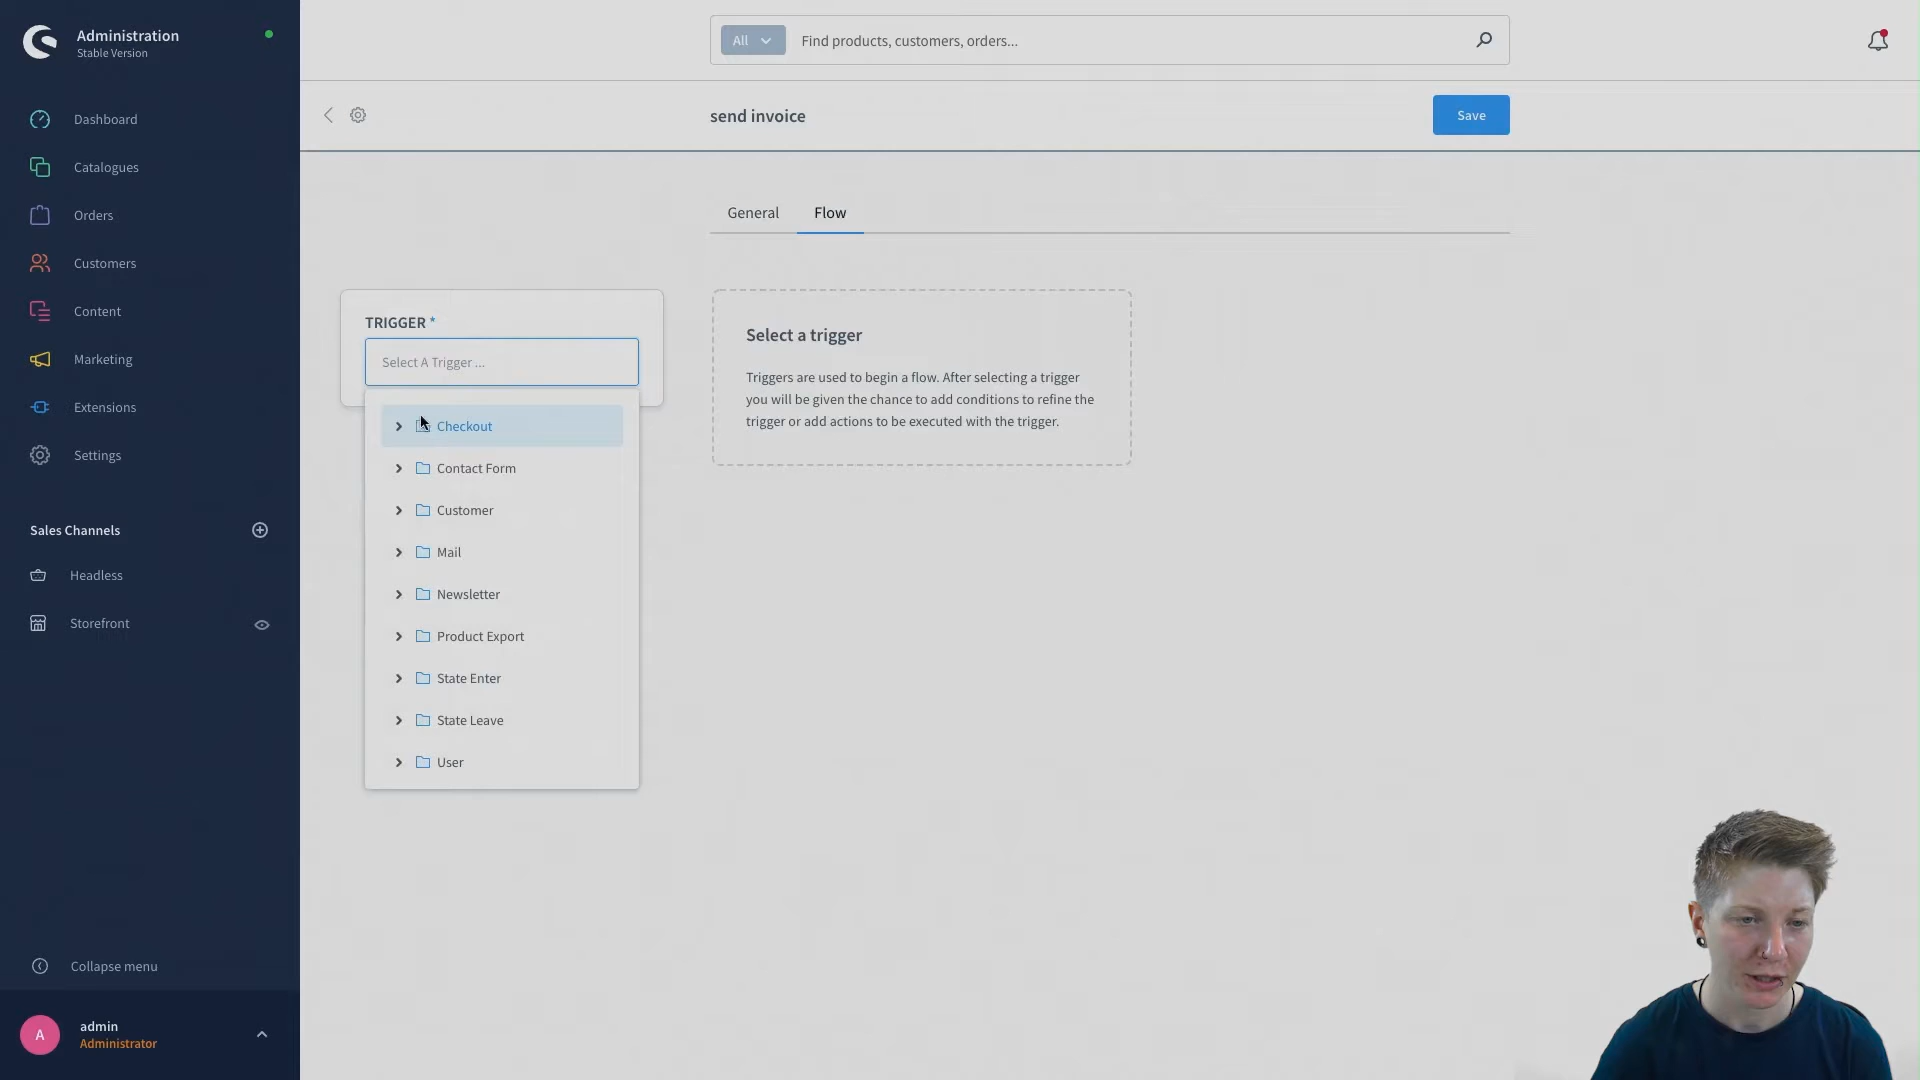 Administration
Stable Version
All
Find products, customers, orders...
send invoice
Save
Dashboard
Catalogues
Orders
Customers
Content
Marketing
Extensions
Settings
Sales Channels
Headless
Storefront
Collapse menu
A
admin
Administrator
General
Flow
TRIGGER *
Select A Trigger ...
Checkout
Contact Form
Customer
Mail
Newsletter
Product Export
State Enter
State Leave
User
Select a trigger
Triggers are used to begin a flow. After selecting a trigger
you will be given the chance to add conditions to refine the
trigger or add actions to be executed with the trigger.